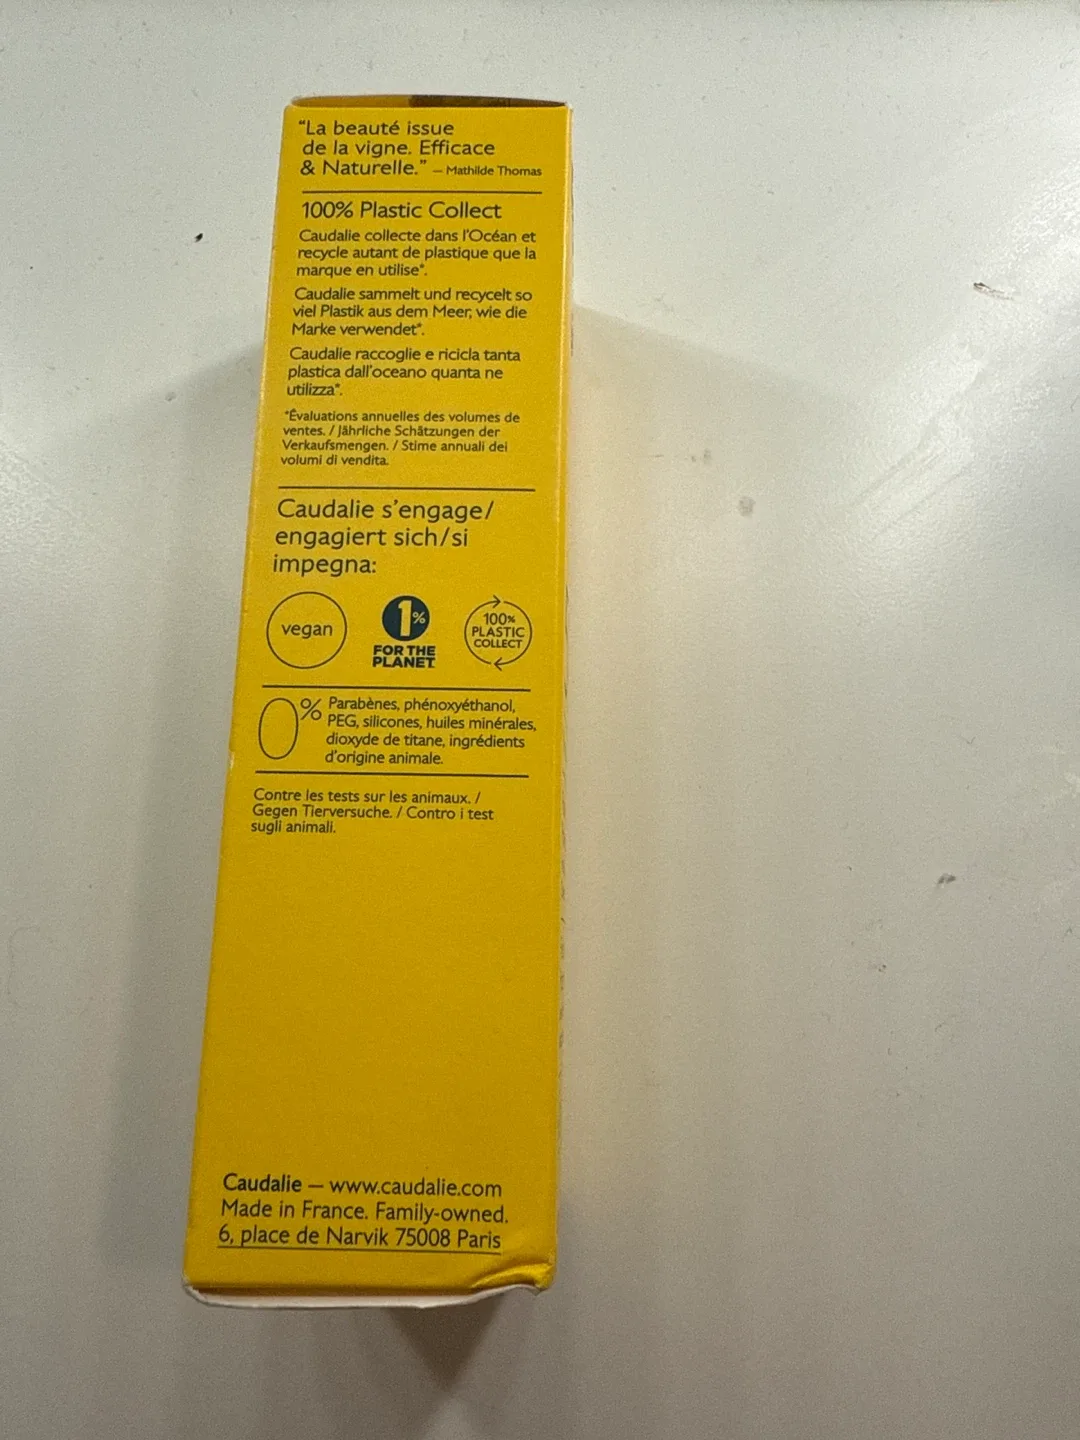 “La beauté issue
de la vigne. Efficace
& Naturelle.” — Mathilde Thomas
100% Plastic Collect
Caudalie collecte dans l'Océan et
recycle autant de plastique que la
marque en utilise*.
Caudalie sammelt und recycelt so
viel Plastik aus dem Meer, wie die
Marke verwendet*.
Caudalie raccoglie e ricicla tanta
plastica dall'oceano quanta ne
utilizza*.
*Évaluations annuelles des volumes de
ventes. / Jährliche Schätzungen der
Verkaufsmengen. / Stime annuali dei
volumi di vendita.
Caudalie s'engage/
engagiert sich/si
impegna:
vegan
1%
FOR THE
PLANET
100%
PLASTIC
COLLECT
0% Parabènes, phénoxyéthanol,
PEG, silicones, huiles minérales,
dioxyde de titane, ingrédients
d'origine animale.
Contre les tests sur les animaux. /
Gegen Tierversuche. / Contro i test
sugli animali.
Caudalie — www.caudalie.com
Made in France. Family-owned.
6, place de Narvik 75008 Paris